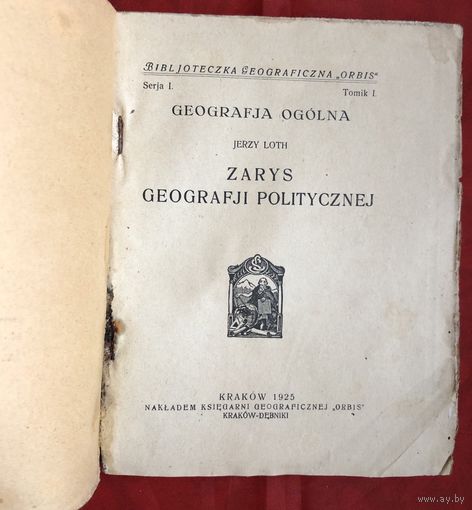 BIBLJOTECZKA GEOGRAFICZNA „ORBIS"
Serja I. Tomik I.
GEOGRAFJA OGÓLNA
JERZY LOTH
ZARYS
GEOGRAFJI POLITYCZNEJ
KRAKÓW 1925
NAKŁADEM KSIĘGARNI GEOGRAFICZNEJ „ORBIS"
KRAKÓW-DĘBNIKI
www.ay.by